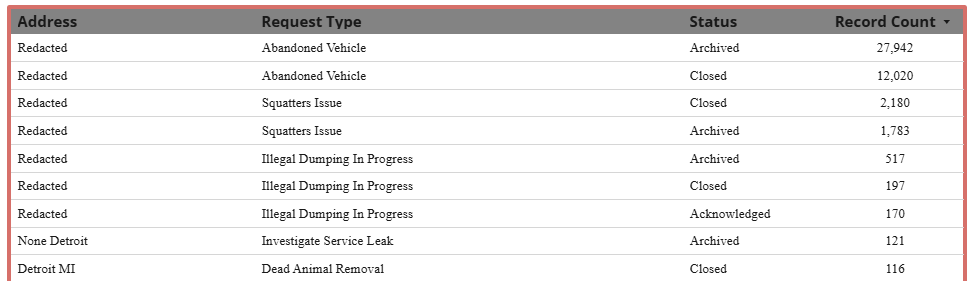 Address Request Type Status Record Count
Redacted Abandoned Vehicle Archived 27,942
Redacted Abandoned Vehicle Closed 12,020
Redacted Squatters Issue Closed 2,180
Redacted Squatters Issue Archived 1,783
Redacted Illegal Dumping In Progress Archived 517
Redacted Illegal Dumping In Progress Closed 197
Redacted Illegal Dumping In Progress Acknowledged 170
None Detroit Investigate Service Leak Archived 121
Detroit MI Dead Animal Removal Closed 116